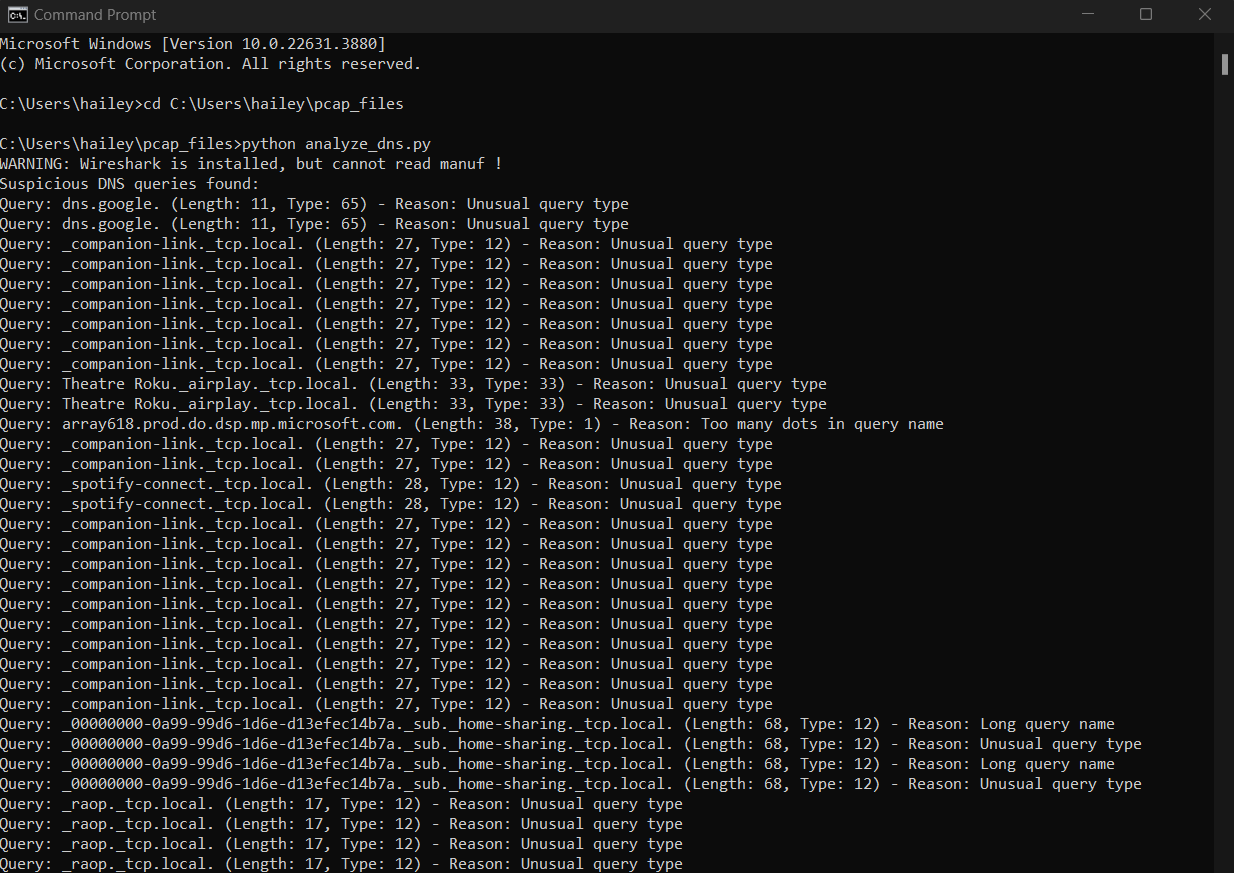 Command Prompt
Microsoft Windows [Version 10.0.22631.3880]
(c) Microsoft Corporation. All rights reserved.
C:\Users\hailey>cd C:\Users\hailey\pcap_files
C:\Users\hailey\pcap_files>python analyze_dns.py
WARNING: Wireshark is installed, but cannot read manuf !
Suspicious DNS queries found:
Query: dns.google. (Length: 11, Type: 65) - Reason: Unusual query type
Query: dns.google. (Length: 11, Type: 65) - Reason: Unusual query type
Query: _companion-link._tcp.local. (Length: 27, Type: 12) - Reason: Unusual query type
Query: _companion-link._tcp.local. (Length: 27, Type: 12) - Reason: Unusual query type
Query: _companion-link._tcp.local. (Length: 27, Type: 12) - Reason: Unusual query type
Query: _companion-link._tcp.local. (Length: 27, Type: 12) - Reason: Unusual query type
Query: _companion-link._tcp.local. (Length: 27, Type: 12) - Reason: Unusual query type
Query: _companion-link._tcp.local. (Length: 27, Type: 12) - Reason: Unusual query type
Query: _companion-link._tcp.local. (Length: 27, Type: 12) - Reason: Unusual query type
Query: Theatre Roku._airplay._tcp.local. (Length: 33, Type: 33) - Reason: Unusual query type
Query: Theatre Roku._airplay._tcp.local. (Length: 33, Type: 33) - Reason: Unusual query type
Query: array618.prod.do.dsp.mp.microsoft.com. (Length: 38, Type: 1) - Reason: Too many dots in query name
Query: _companion-link._tcp.local. (Length: 27, Type: 12) - Reason: Unusual query type
Query: _companion-link._tcp.local. (Length: 27, Type: 12) - Reason: Unusual query type
Query: _spotify-connect._tcp.local. (Length: 28, Type: 12) - Reason: Unusual query type
Query: _spotify-connect._tcp.local. (Length: 28, Type: 12) - Reason: Unusual query type
Query: _companion-link._tcp.local. (Length: 27, Type: 12) - Reason: Unusual query type
Query: _companion-link._tcp.local. (Length: 27, Type: 12) - Reason: Unusual query type
Query: _companion-link._tcp.local. (Length: 27, Type: 12) - Reason: Unusual query type
Query: _companion-link._tcp.local. (Length: 27, Type: 12) - Reason: Unusual query type
Query: _companion-link._tcp.local. (Length: 27, Type: 12) - Reason: Unusual query type
Query: _companion-link._tcp.local. (Length: 27, Type: 12) - Reason: Unusual query type
Query: _companion-link._tcp.local. (Length: 27, Type: 12) - Reason: Unusual query type
Query: _companion-link._tcp.local. (Length: 27, Type: 12) - Reason: Unusual query type
Query: _companion-link._tcp.local. (Length: 27, Type: 12) - Reason: Unusual query type
Query: _companion-link._tcp.local. (Length: 27, Type: 12) - Reason: Unusual query type
Query: _00000000-0a99-99d6-1d6e-d13efec14b7a._sub._home-sharing._tcp.local. (Length: 68, Type: 12) - Reason: Long query name
Query: _00000000-0a99-99d6-1d6e-d13efec14b7a._sub._home-sharing._tcp.local. (Length: 68, Type: 12) - Reason: Unusual query type
Query: _00000000-0a99-99d6-1d6e-d13efec14b7a._sub._home-sharing._tcp.local. (Length: 68, Type: 12) - Reason: Long query name
Query: _00000000-0a99-99d6-1d6e-d13efec14b7a._sub._home-sharing._tcp.local. (Length: 68, Type: 12) - Reason: Unusual query type
Query: _raop._tcp.local. (Length: 17, Type: 12) - Reason: Unusual query type
Query: _raop._tcp.local. (Length: 17, Type: 12) - Reason: Unusual query type
Query: _raop._tcp.local. (Length: 17, Type: 12) - Reason: Unusual query type
Query: _raop._tcp.local. (Length: 17, Type: 12) - Reason: Unusual query type